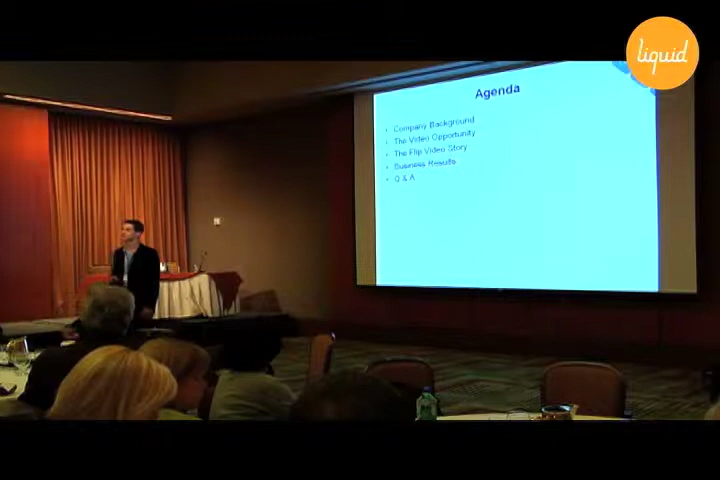 liquid
Agenda
Company Background
The Video Opportunity
The Flip Video Story
Business Results
Q & A